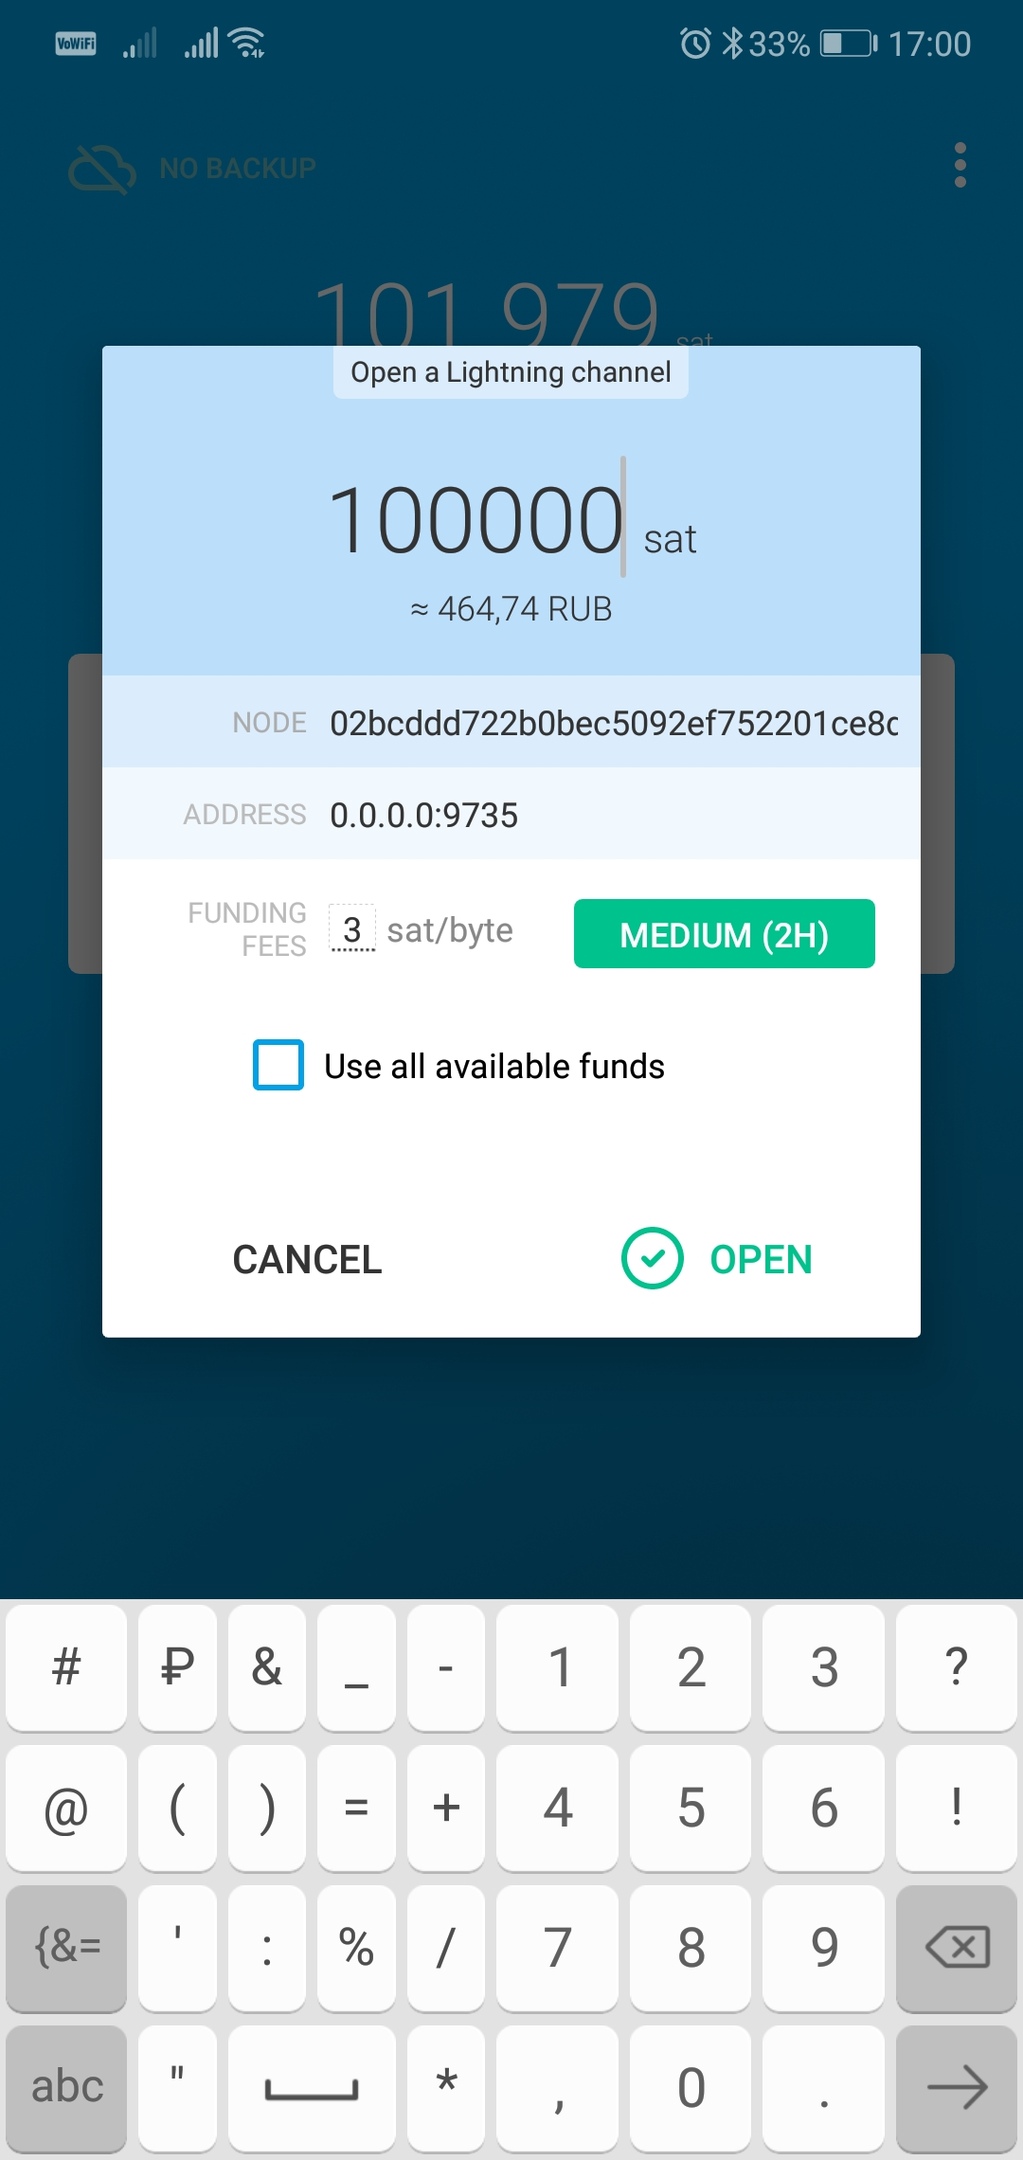 VoWiFi 33% 17:00
NO BACKUP
101 979 sat
Open a Lightning channel
100000 sat
≈ 464,74 RUB
NODE 02bcddd722b0bec5092ef752201ce8c
ADDRESS 0.0.0.0:9735
FUNDING FEES 3 sat/byte MEDIUM (2H)
Use all available funds
CANCEL OPEN
# ₽ & _ - 1 2 3 ?
@ ( ) = + 4 5 6 !
{&= ' : % / 7 8 9
abc " * , 0 .